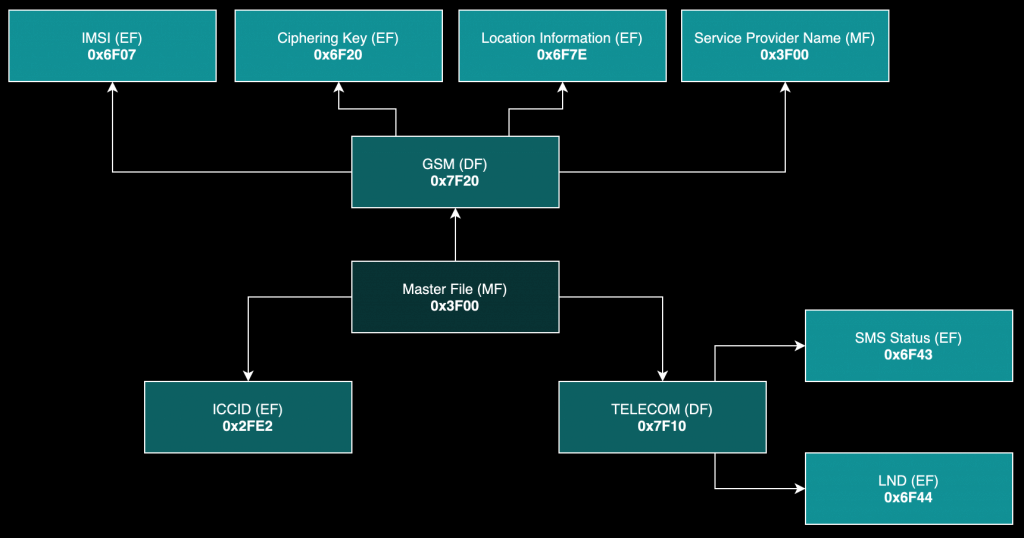 IMSI (EF)
0x6F07
Ciphering Key (EF)
0x6F20
Location Information (EF)
0x6F7E
Service Provider Name (MF)
0x3F00
GSM (DF)
0x7F20
Master File (MF)
0x3F00
SMS Status (EF)
0x6F43
ICCID (EF)
0x2FE2
TELECOM (DF)
0x7F10
LND (EF)
0x6F44